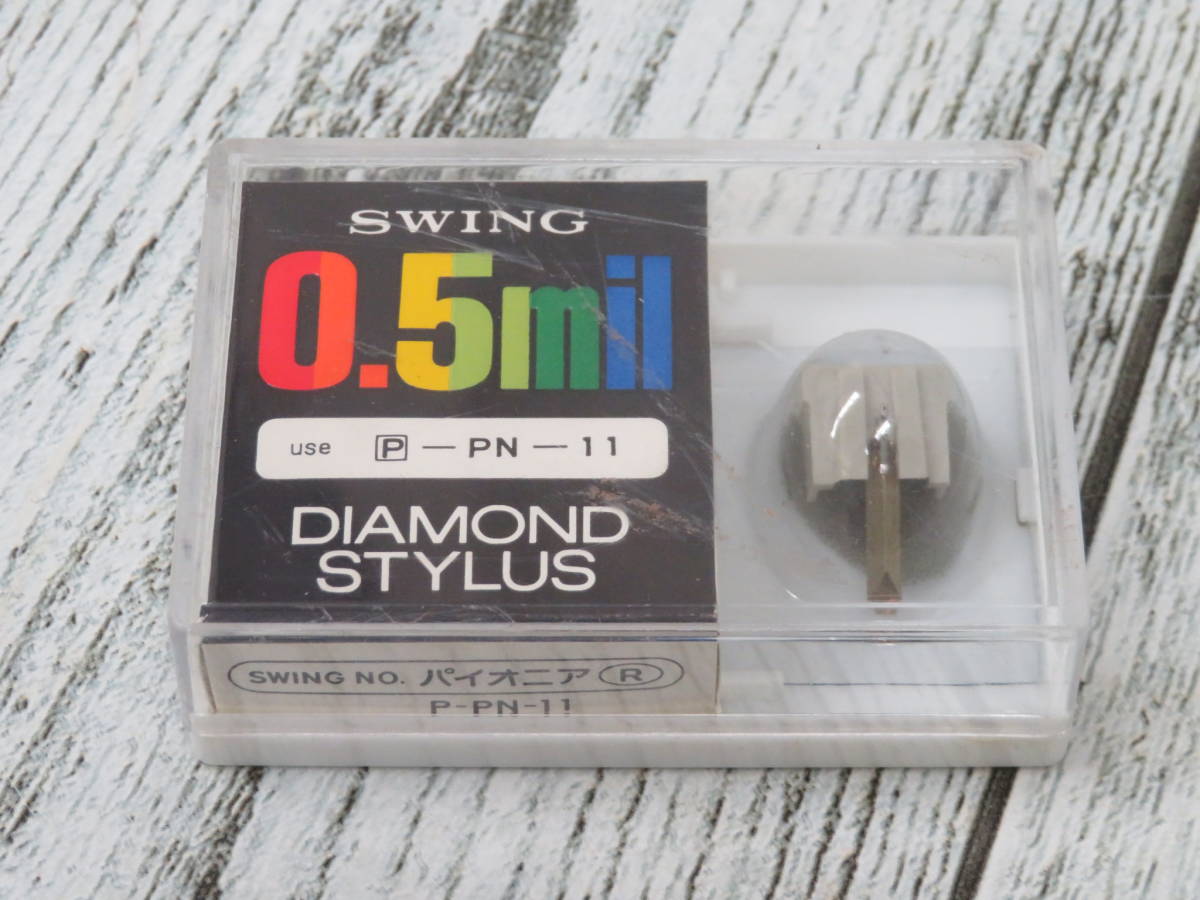 SWING
0.5mil
use P-PN-11
DIAMOND
STYLUS
SWING NO. パイオニア R
P-PN-11